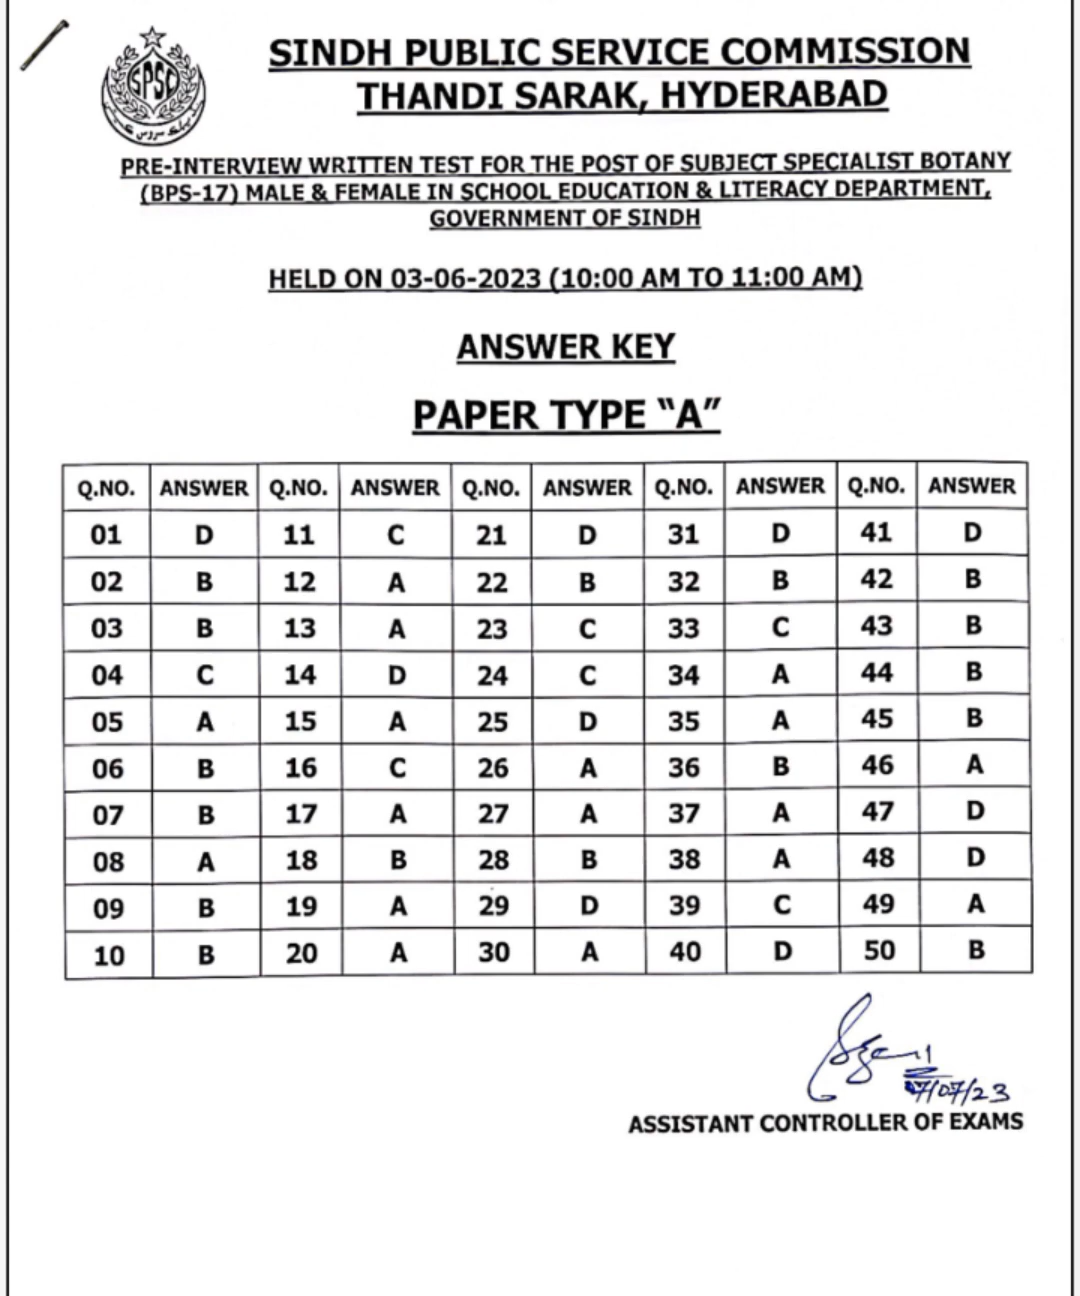 SPSC
SINDH PUBLIC SERVICE COMMISSION
THANDI SARAK, HYDERABAD
PRE-INTERVIEW WRITTEN TEST FOR THE POST OF SUBJECT SPECIALIST BOTANY
(BPS-17) MALE & FEMALE IN SCHOOL EDUCATION & LITERACY DEPARTMENT,
GOVERNMENT OF SINDH
HELD ON 03-06-2023 (10:00 AM TO 11:00 AM)
ANSWER KEY
PAPER TYPE “A”
Q.NO. ANSWER Q.NO. ANSWER Q.NO. ANSWER Q.NO. ANSWER Q.NO. ANSWER
01 D 11 C 21 D 31 D 41 D
02 B 12 A 22 B 32 B 42 B
03 B 13 A 23 C 33 C 43 B
04 C 14 D 24 C 34 A 44 B
05 A 15 A 25 D 35 A 45 B
06 B 16 C 26 A 36 B 46 A
07 B 17 A 27 A 37 A 47 D
08 A 18 B 28 B 38 A 48 D
09 B 19 A 29 D 39 C 49 A
10 B 20 A 30 A 40 D 50 B
07/07/23
ASSISTANT CONTROLLER OF EXAMS